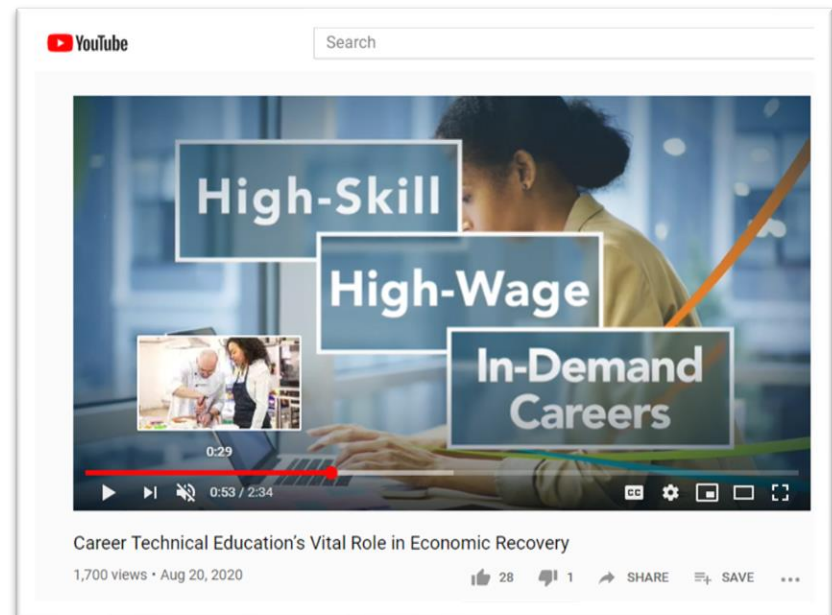 YouTube
Search
High-Skill
High-Wage
In-Demand
Careers
0:29
0:53 / 2:34
CC
Career Technical Education's Vital Role in Economic Recovery
1,700 views • Aug 20, 2020
28
1
SHARE
SAVE